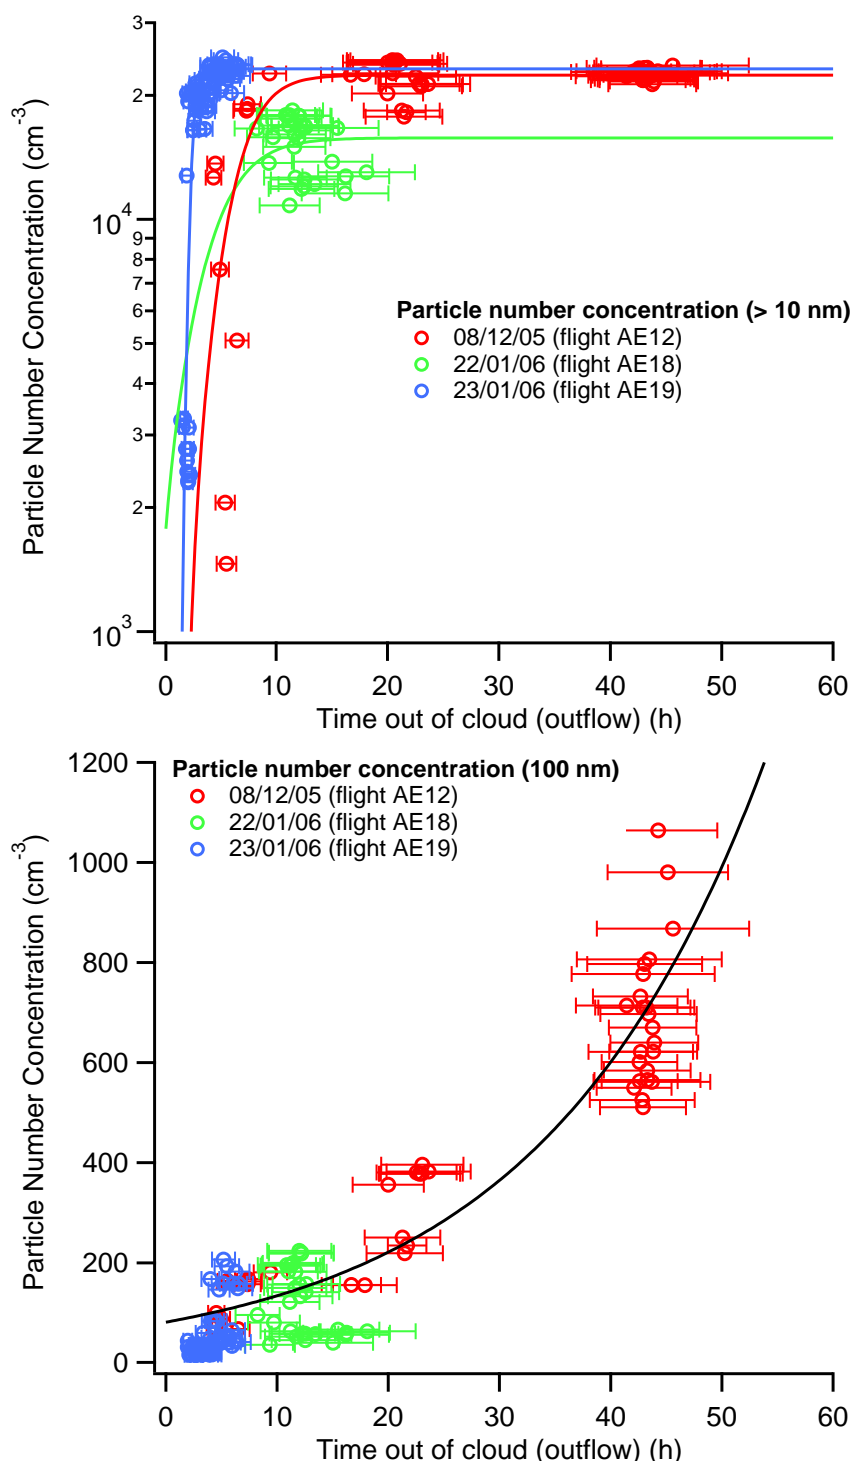 Particle Number Concentration (cm⁻³)
3
2
10⁴
9
8
7
6
5
4
3
2
10³
Particle number concentration (> 10 nm)
08/12/05 (flight AE12)
22/01/06 (flight AE18)
23/01/06 (flight AE19)
0 10 20 30 40 50 60
Time out of cloud (outflow) (h)
Particle Number Concentration (cm⁻³)
1200
1000
800
600
400
200
0
Particle number concentration (100 nm)
08/12/05 (flight AE12)
22/01/06 (flight AE18)
23/01/06 (flight AE19)
0 10 20 30 40 50 60
Time out of cloud (outflow) (h)